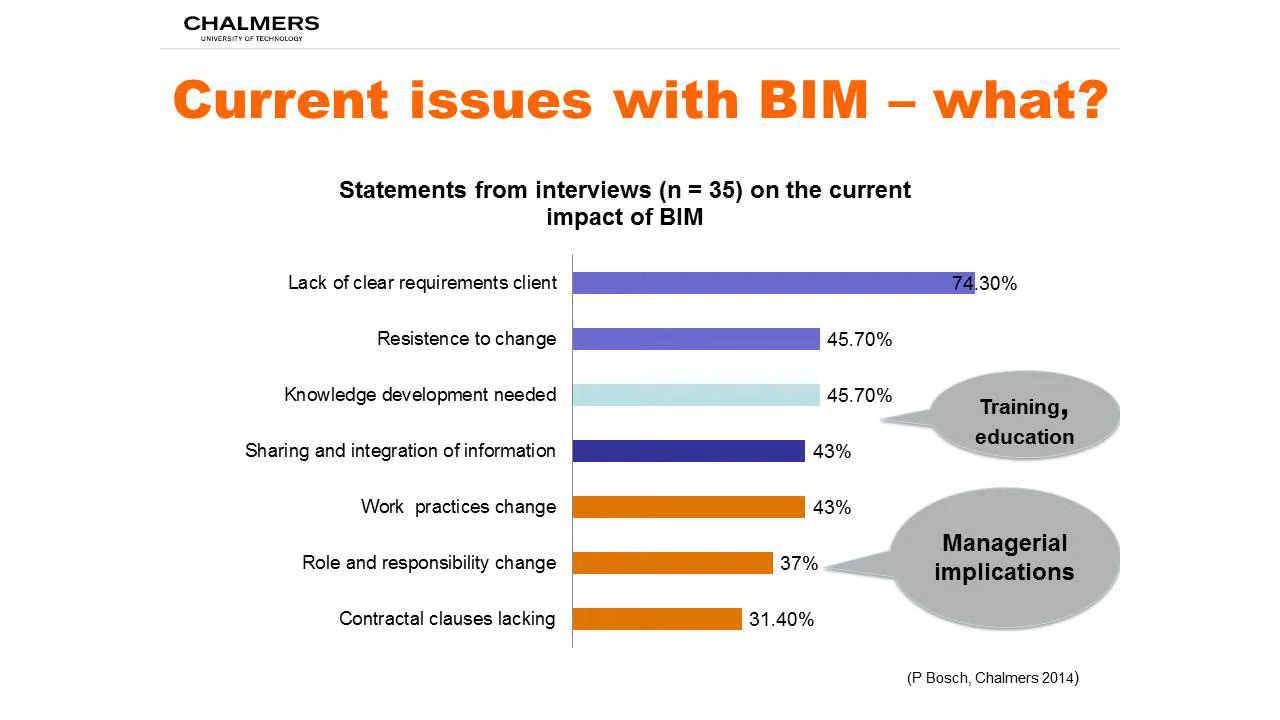 CHALMERS
UNIVERSITY OF TECHNOLOGY
Current issues with BIM – what?
Statements from interviews (n = 35) on the current
impact of BIM
Lack of clear requirements client
74.30%
Resistence to change
45.70%
Knowledge development needed
45.70%
Sharing and integration of information
43%
Work practices change
43%
Role and responsibility change
37%
Contractal clauses lacking
31.40%
Training,
education
Managerial
implications
(P Bosch, Chalmers 2014)